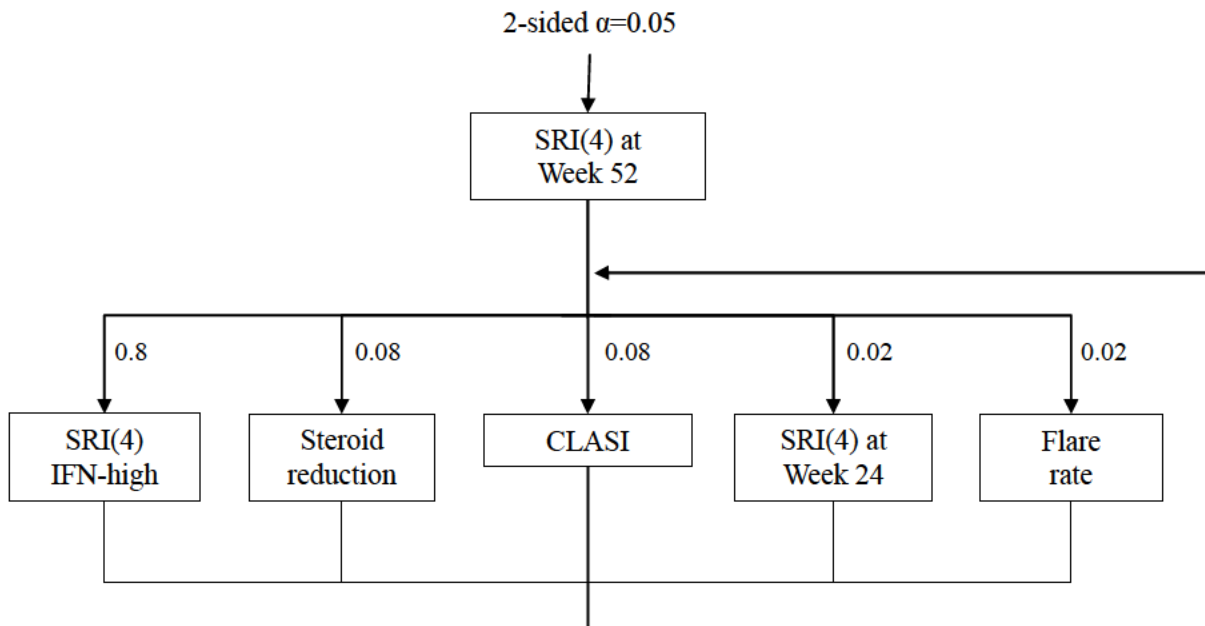 2-sided α=0.05
SRI(4) at
Week 52
0.8
0.08
0.08
0.02
0.02
SRI(4)
IFN-high
Steroid
reduction
CLASI
SRI(4) at
Week 24
Flare
rate